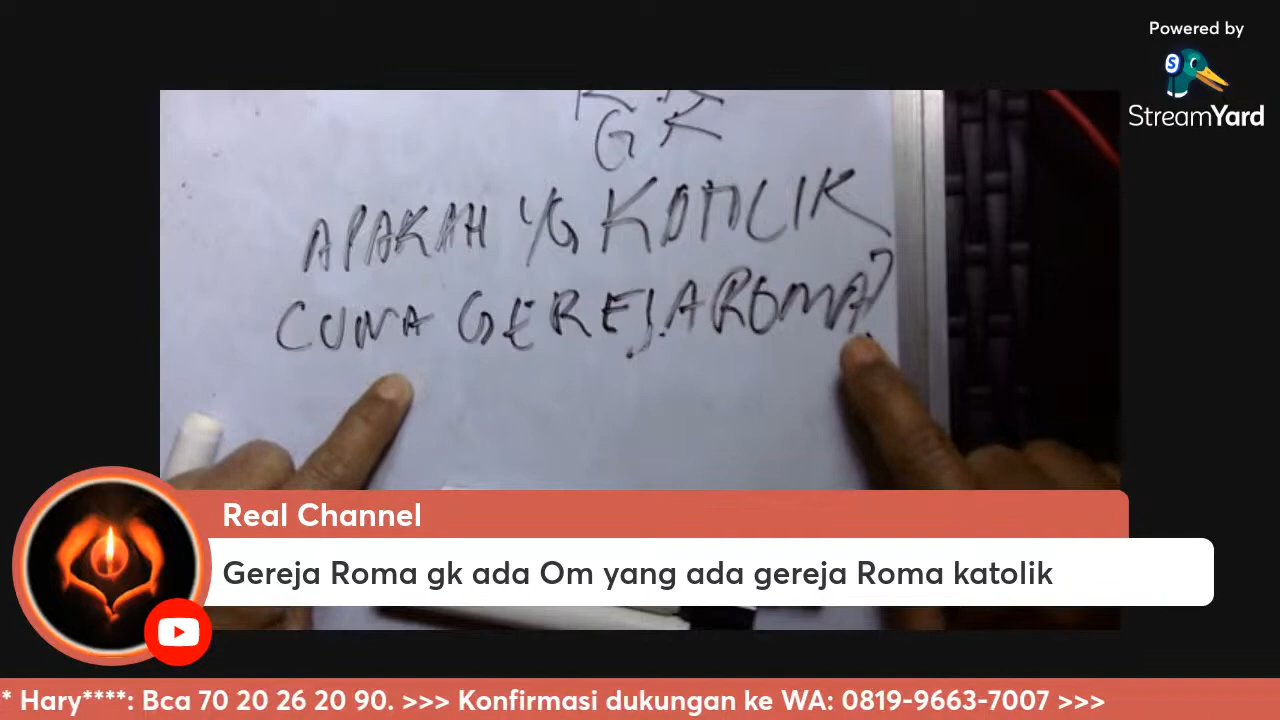 Powered by
StreamYard
G K
APAKAH YG KATOLIK
CUMA GEREJA ROMA?
Real Channel
Gereja Roma gk ada Om yang ada gereja Roma katolik
* Hary****: Bca 70 20 26 20 90. >>> Konfirmasi dukungan ke WA: 0819-9663-7007 >>>